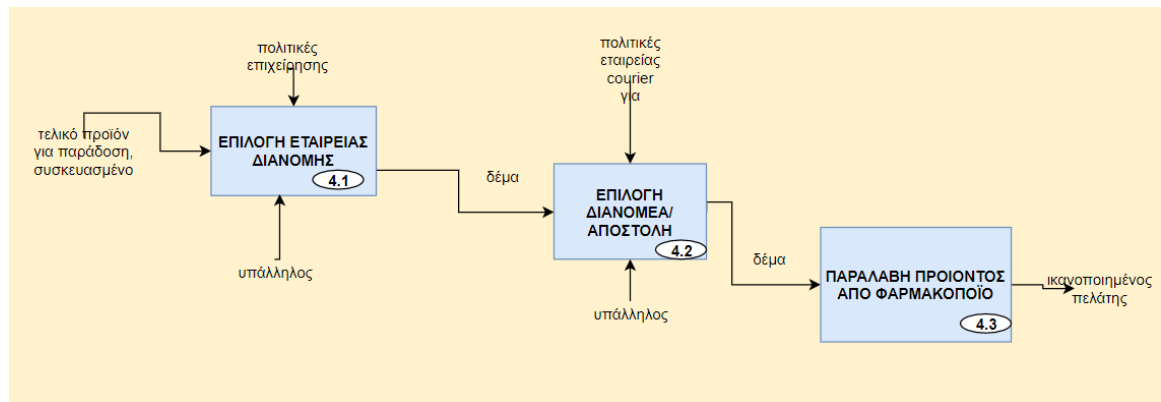 πολιτικές
επιχείρησης
πολιτικές
εταιρείας
courier
για
τελικό προϊόν
για παράδοση,
συσκευασμένο
ΕΠΙΛΟΓΗ ΕΤΑΙΡΕΙΑΣ
ΔΙΑΝΟΜΗΣ
4.1
δέμα
υπάλληλος
ΕΠΙΛΟΓΗ
ΔΙΑΝΟΜΕΑ/
ΑΠΟΣΤΟΛΗ
4.2
δέμα
υπάλληλος
ΠΑΡΑΛΑΒΗ ΠΡΟΙΟΝΤΟΣ
ΑΠΟ ΦΑΡΜΑΚΟΠΟΪΟ
4.3
ικανοποιημένος
πελάτης